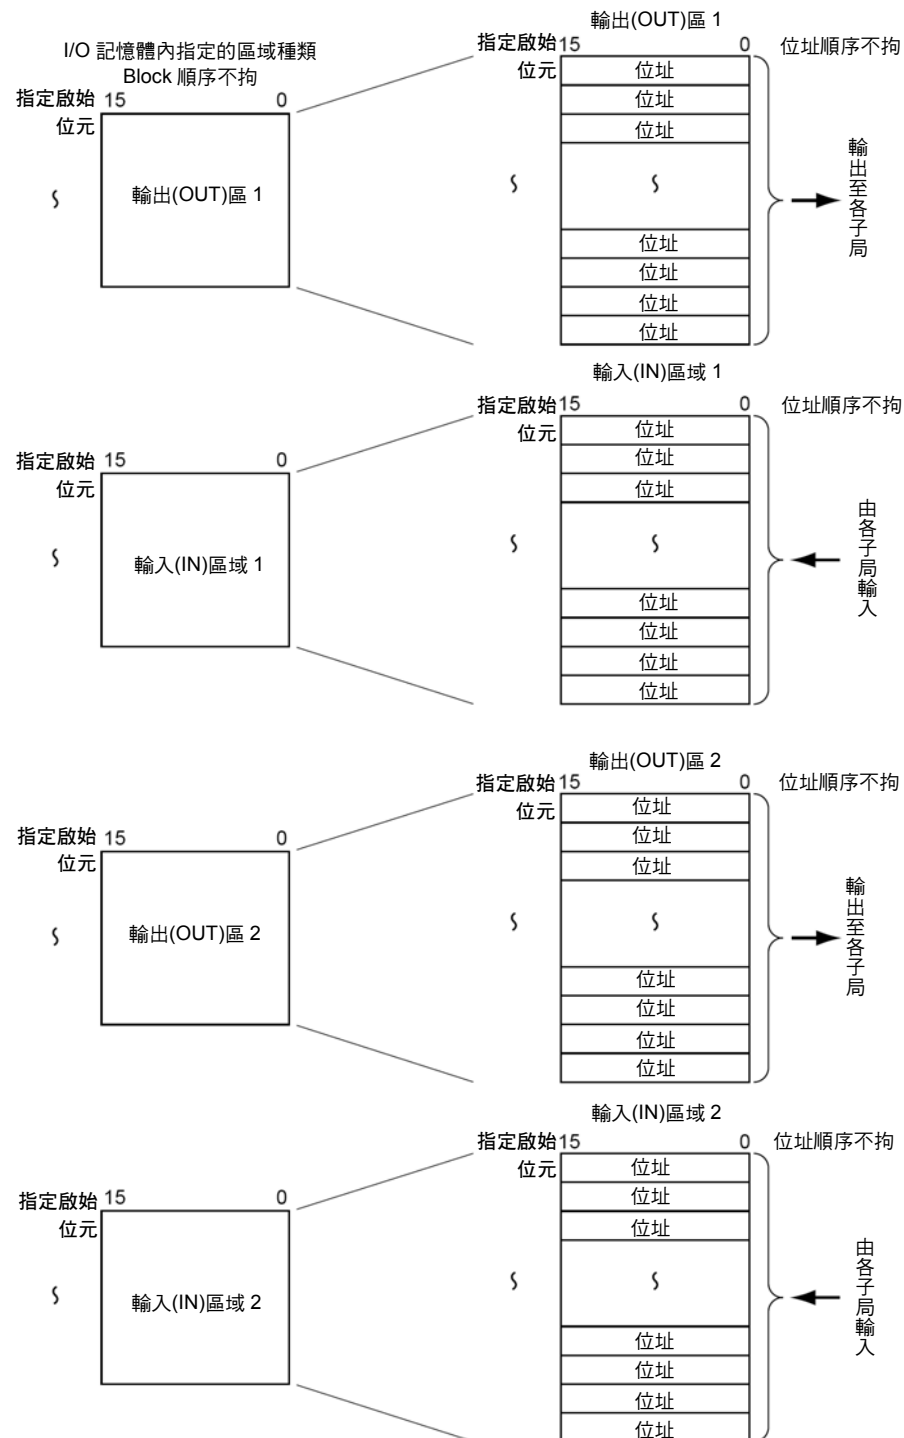 I/O 記憶體內指定的區域種類
Block 順序不拘
指定啟始 15 0
位元
∫
輸出(OUT)區 1
輸出(OUT)區 1
指定啟始 15 0 位址順序不拘
位元
位址
位址
位址
∫ ∫
位址
位址
位址
位址
輸出至各子局
指定啟始 15 0
位元
∫
輸入(IN)區域 1
輸入(IN)區域 1
指定啟始 15 0 位址順序不拘
位元
位址
位址
位址
∫ ∫
位址
位址
位址
位址
由各子局輸入
指定啟始 15 0
位元
∫
輸出(OUT)區 2
輸出(OUT)區 2
指定啟始 15 0 位址順序不拘
位元
位址
位址
位址
∫ ∫
位址
位址
位址
位址
輸出至各子局
指定啟始 15 0
位元
∫
輸入(IN)區域 2
輸入(IN)區域 2
指定啟始 15 0 位址順序不拘
位元
位址
位址
位址
∫ ∫
位址
位址
位址
位址
由各子局輸入